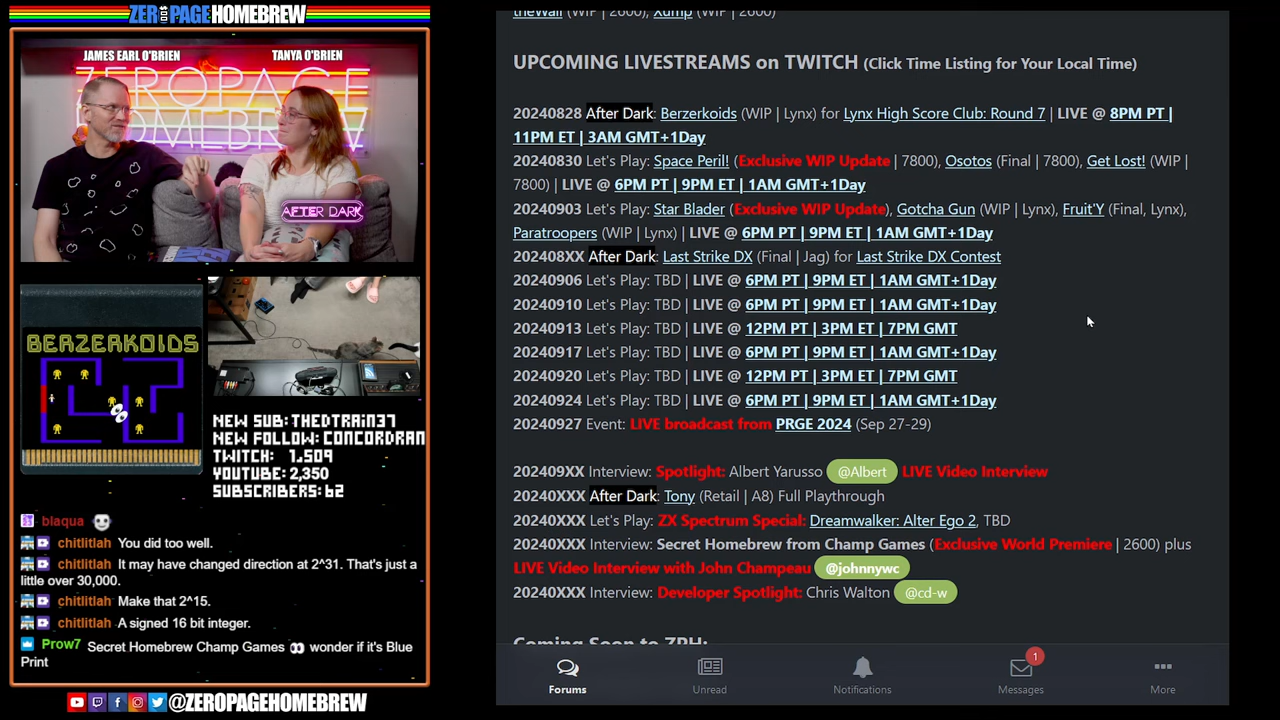 ZEROPAGEHOMEBREW
JAMES EARL O'BRIEN
TANYA O'BRIEN
ZEROPAGE
HOMEBREW
AFTER DARK
BERZERKOIDS
NEW SUB: THEDTRAIN37
NEW FOLLOW: CONCORDRAN
TWITCH: 1,509
YOUTUBE: 2,350
SUBSCRIBERS: 62
blaqua
chitlitlah You did too well.
chitlitlah It may have changed direction at 2^31. That's just a
little over 30,000.
chitlitlah Make that 2^15.
chitlitlah A signed 16 bit integer.
Prow7 Secret Homebrew Champ Games 👀 wonder if it's Blue
Print
@ZEROPAGEHOMEBREW
theWall (WIP | 2600), Xump (WIP | 2600)
UPCOMING LIVESTREAMS on TWITCH (Click Time Listing for Your Local Time)
20240828 After Dark: Berzerkoids (WIP | Lynx) for Lynx High Score Club: Round 7 | LIVE @ 8PM PT |
11PM ET | 3AM GMT+1Day
20240830 Let's Play: Space Peril! (Exclusive WIP Update | 7800), Osotos (Final | 7800), Get Lost! (WIP |
7800) | LIVE @ 6PM PT | 9PM ET | 1AM GMT+1Day
20240903 Let's Play: Star Blader (Exclusive WIP Update), Gotcha Gun (WIP | Lynx), Fruit'Y (Final, Lynx),
Paratroopers (WIP | Lynx) | LIVE @ 6PM PT | 9PM ET | 1AM GMT+1Day
202408XX After Dark: Last Strike DX (Final | Jag) for Last Strike DX Contest
20240906 Let's Play: TBD | LIVE @ 6PM PT | 9PM ET | 1AM GMT+1Day
20240910 Let's Play: TBD | LIVE @ 6PM PT | 9PM ET | 1AM GMT+1Day
20240913 Let's Play: TBD | LIVE @ 12PM PT | 3PM ET | 7PM GMT
20240917 Let's Play: TBD | LIVE @ 6PM PT | 9PM ET | 1AM GMT+1Day
20240920 Let's Play: TBD | LIVE @ 12PM PT | 3PM ET | 7PM GMT
20240924 Let's Play: TBD | LIVE @ 6PM PT | 9PM ET | 1AM GMT+1Day
20240927 Event: LIVE broadcast from PRGE 2024 (Sep 27-29)
202409XX Interview: Spotlight: Albert Yarusso @Albert LIVE Video Interview
20240XXX After Dark: Tony (Retail | A8) Full Playthrough
20240XXX Let's Play: ZX Spectrum Special: Dreamwalker: Alter Ego 2, TBD
20240XXX Interview: Secret Homebrew from Champ Games (Exclusive World Premiere | 2600) plus
LIVE Video Interview with John Champeau @johnnywc
20240XXX Interview: Developer Spotlight: Chris Walton @cd-w
Coming Soon to ZPH:
1
Forums Unread Notifications Messages More